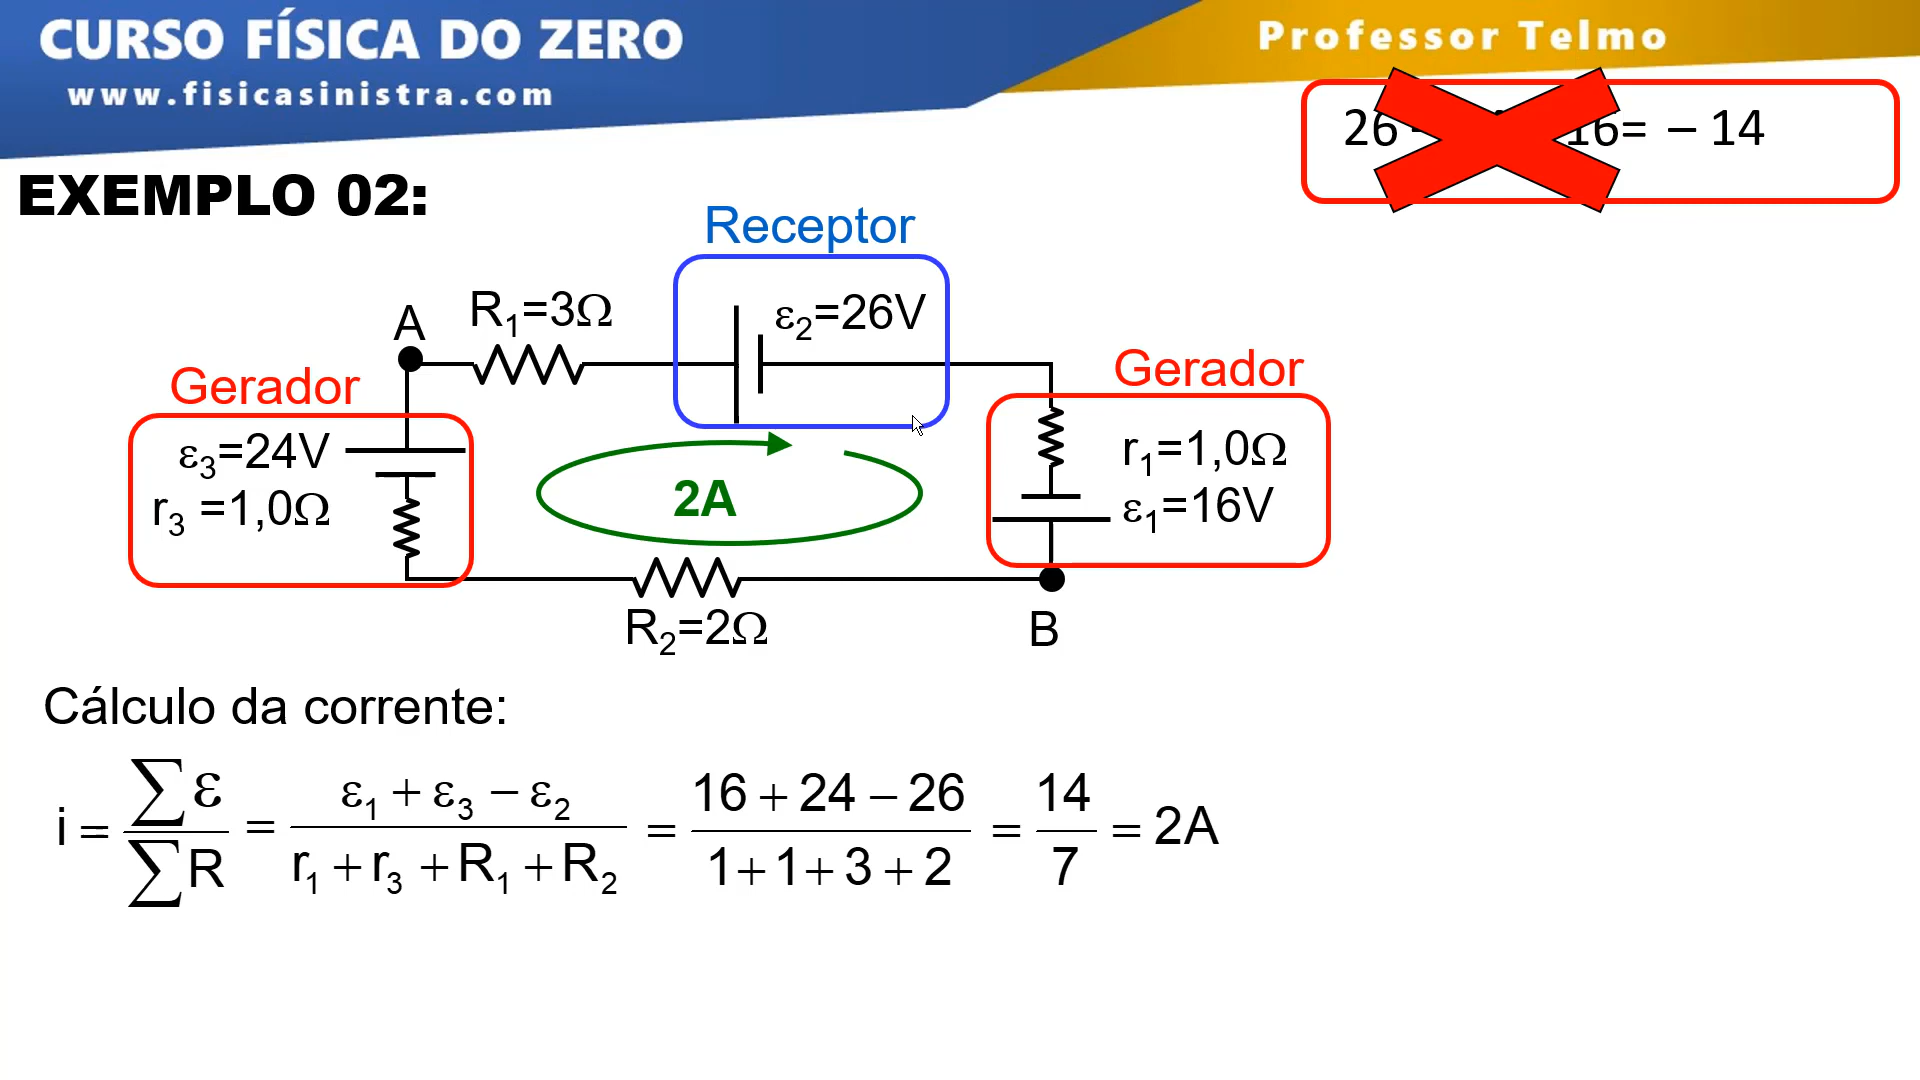 CURSO FÍSICA DO ZERO
www.fisicasinistra.com
Professor Telmo
26 16= – 14
EXEMPLO 02:
Receptor
A
R₁=3Ω
ε₂=26V
Gerador
ε₃=24V
r₃ =1,0Ω
2A
Gerador
r₁=1,0Ω
ε₁=16V
R₂=2Ω
B
Cálculo da corrente:
i = ∑ε / ∑R = (ε₁ + ε₃ – ε₂) / (r₁ + r₃ + R₁ + R₂) = (16 + 24 – 26) / (1 + 1 + 3 + 2) = 14 / 7 = 2A